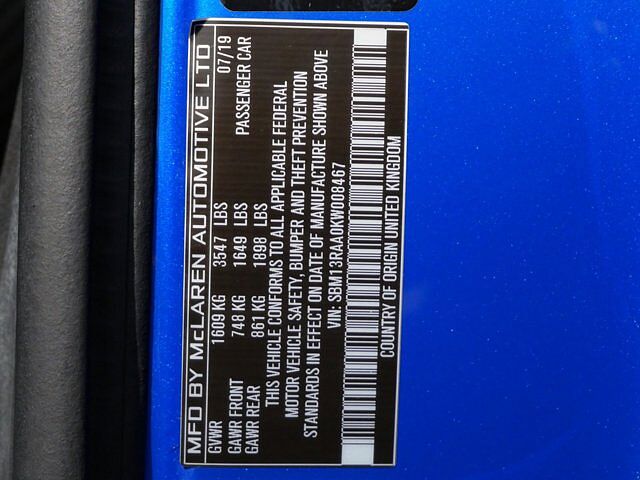 MFD BY McLAREN AUTOMOTIVE LTD
07/19
GVWR 1609 KG 3547 LBS
GAWR FRONT 748 KG 1649 LBS PASSENGER CAR
GAWR REAR 861 KG 1898 LBS
THIS VEHICLE CONFORMS TO ALL APPLICABLE FEDERAL
MOTOR VEHICLE SAFETY, BUMPER AND THEFT PREVENTION
STANDARDS IN EFFECT ON DATE OF MANUFACTURE SHOWN ABOVE
VIN: SBM13RAA0KW008467
COUNTRY OF ORIGIN UNITED KINGDOM